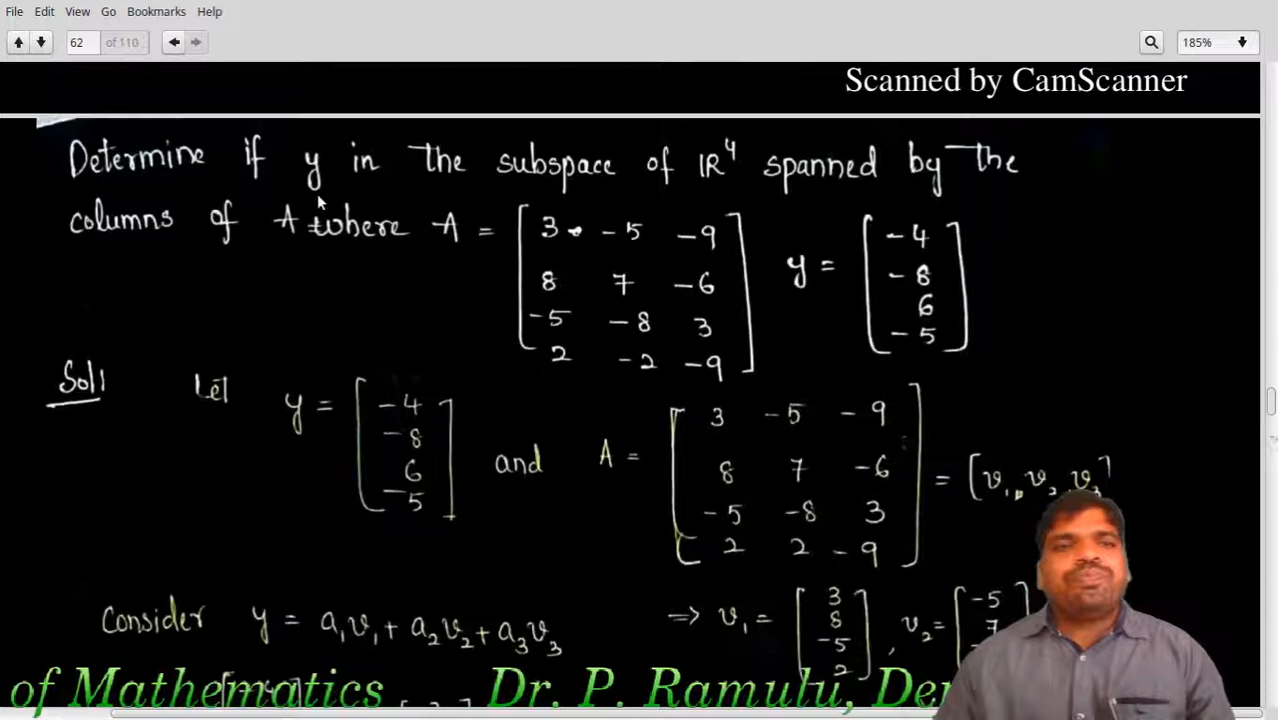 File Edit View Go Bookmarks Help
62 of 110 185%
Scanned by CamScanner
Determine if y in the subspace of IR^4 spanned by the
columns of A where A = [ 3 -5 -9 ] y = [ -4 ]
8 7 -6 -8
-5 -8 3 6
2 -2 -9 -5
Sol: Let y = [ -4 ] and A = [ 3 -5 -9 ] = [v1, v2, v3]
-8 8 7 -6
6 -5 -8 3
-5 2 2 -9
Consider y = a1v1 + a2v2 + a3v3 ⇒ v1 = [ 3 ] , v2 = [ -5 ]
8 7
-5
2
of Mathematics Dr. P. Ramulu,